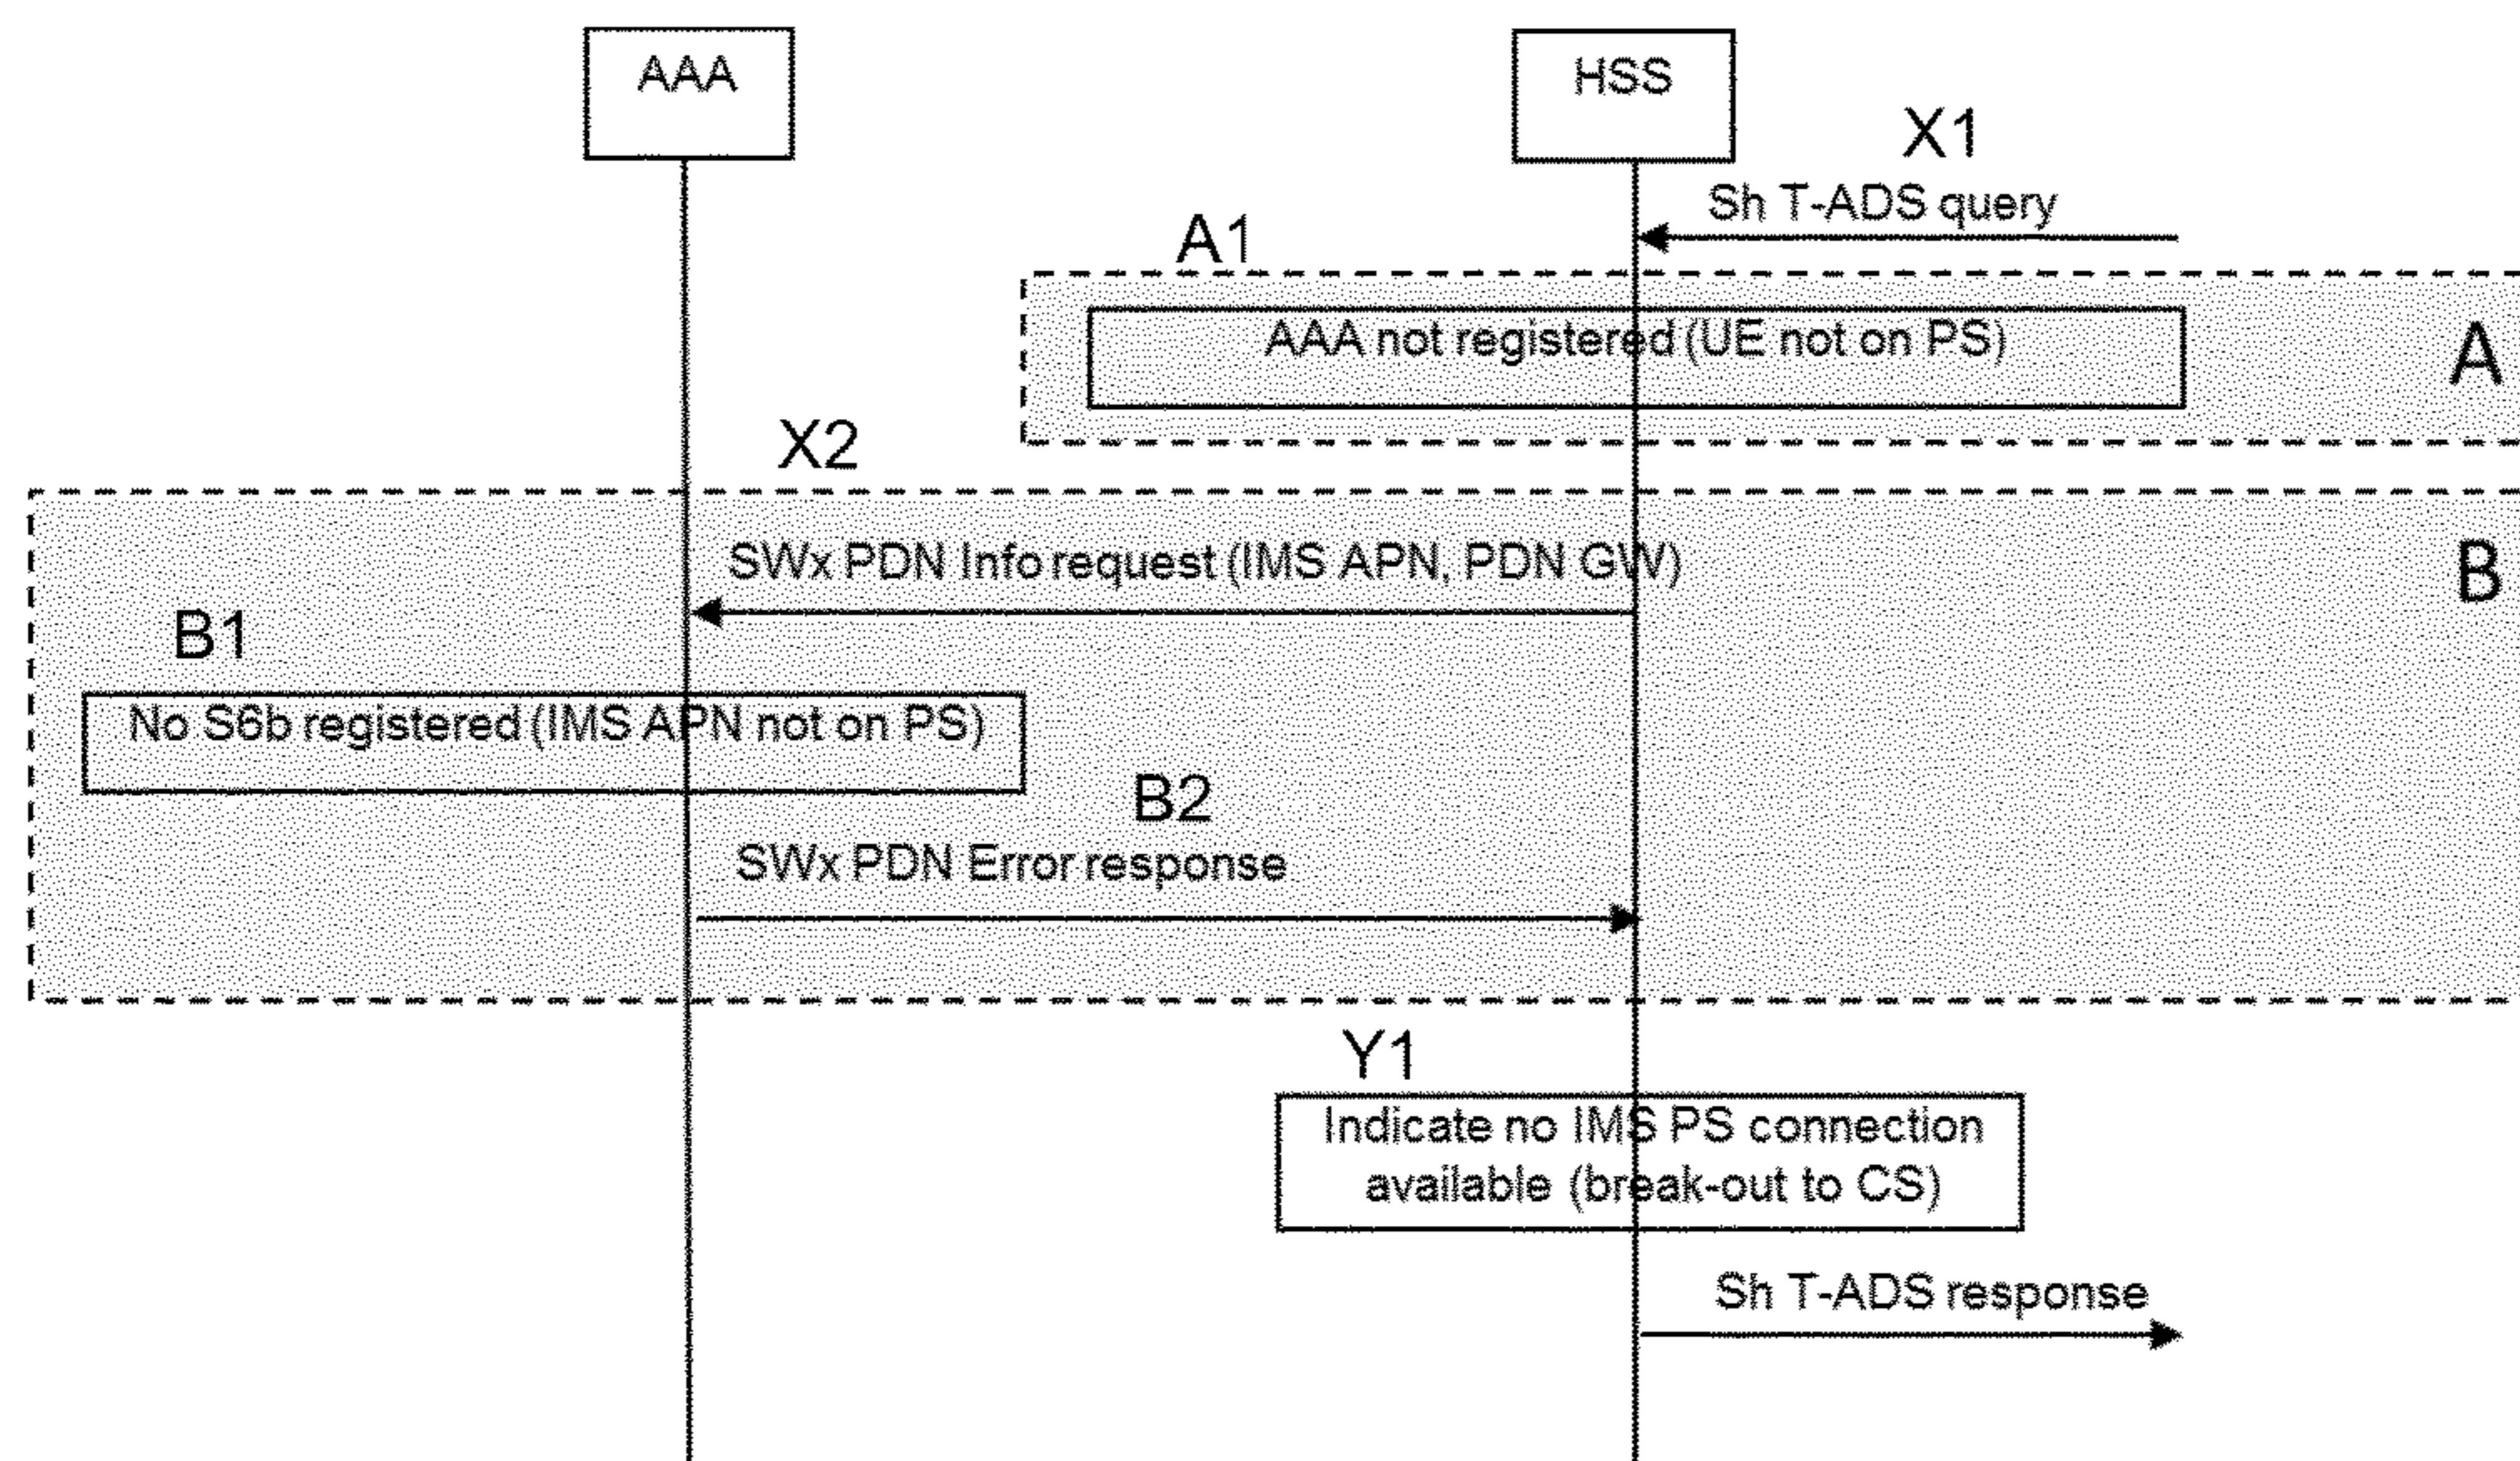 AAA
HSS
X1
Sh T-ADS query
A1
AAA not registered (UE not on PS)
A
X2
SWx PDN Info request (IMS APN, PDN GW)
B
B1
No S6b registered (IMS APN not on PS)
B2
SWx PDN Error response
Y1
Indicate no IMS PS connection
available (break-out to CS)
Sh T-ADS response